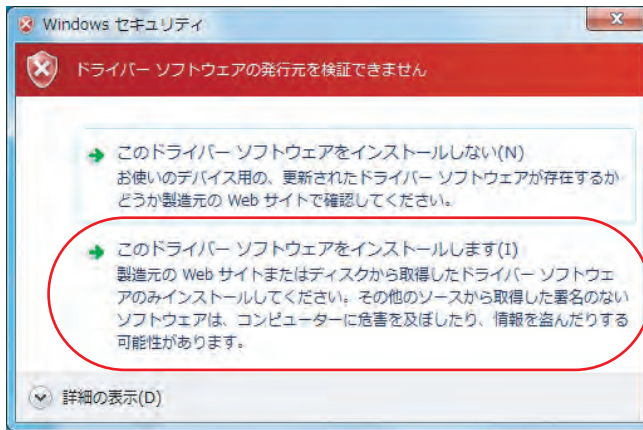 Windows セキュリティ
ドライバー ソフトウェアの発行元を検証できません
このドライバー ソフトウェアをインストールしない(N)
お使いのデバイス用の、更新されたドライバー ソフトウェアが存在するか
どうか製造元の Web サイトで確認してください。
このドライバー ソフトウェアをインストールします(I)
製造元の Web サイトまたはディスクから取得したドライバー ソフトウェ
アのみインストールしてください。その他のソースから取得した署名のない
ソフトウェアは、コンピューターに危害を及ぼしたり、情報を盗んだりする
可能性があります。
詳細の表示(D)